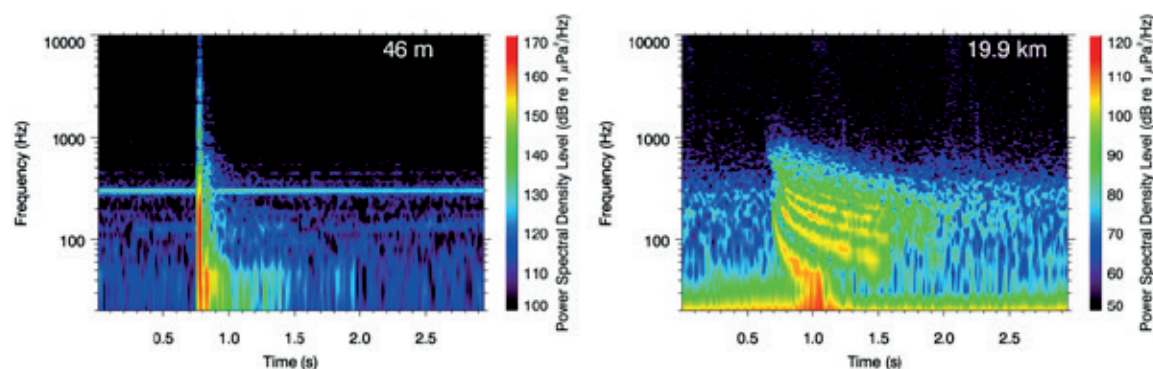 46 m
10000
1000
100
Frequency (Hz)
0.5 1.0 1.5 2.0 2.5
Time (s)
170
160
150
140
130
120
110
100
Power Spectral Density Level (dB re 1 µPa²/Hz)
19.9 km
10000
1000
100
Frequency (Hz)
0.5 1.0 1.5 2.0 2.5
Time (s)
120
110
100
90
80
70
60
50
Power Spectral Density Level (dB re 1 µPa²/Hz)